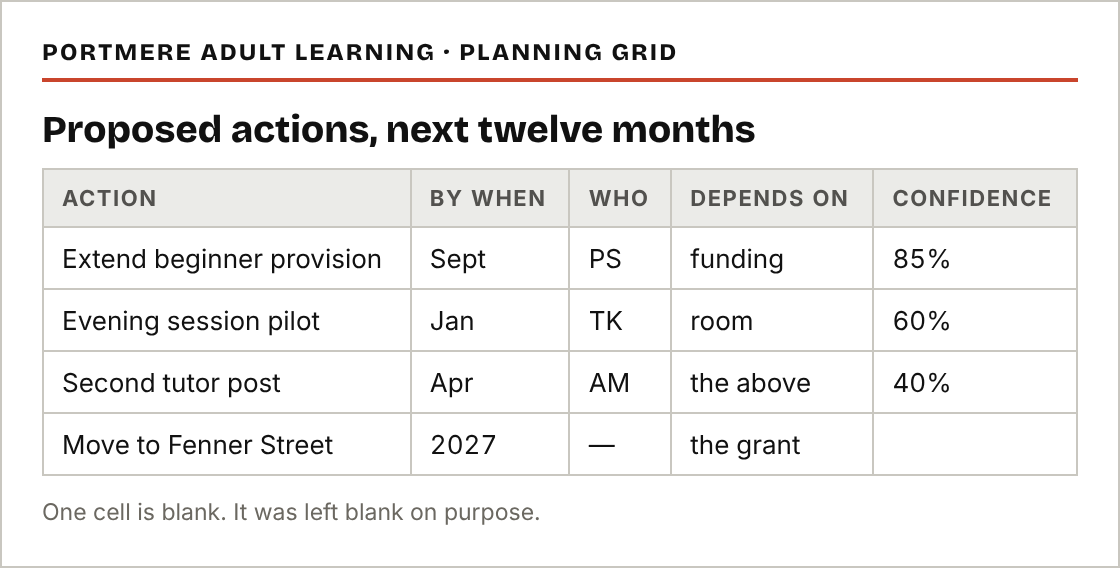 PORTMERE ADULT LEARNING · PLANNING GRID
Proposed actions, next twelve months
ACTION BY WHEN WHO DEPENDS ON CONFIDENCE
Extend beginner provision Sept PS funding 85%
Evening session pilot Jan TK room 60%
Second tutor post Apr AM the above 40%
Move to Fenner Street 2027 — the grant
One cell is blank. It was left blank on purpose.